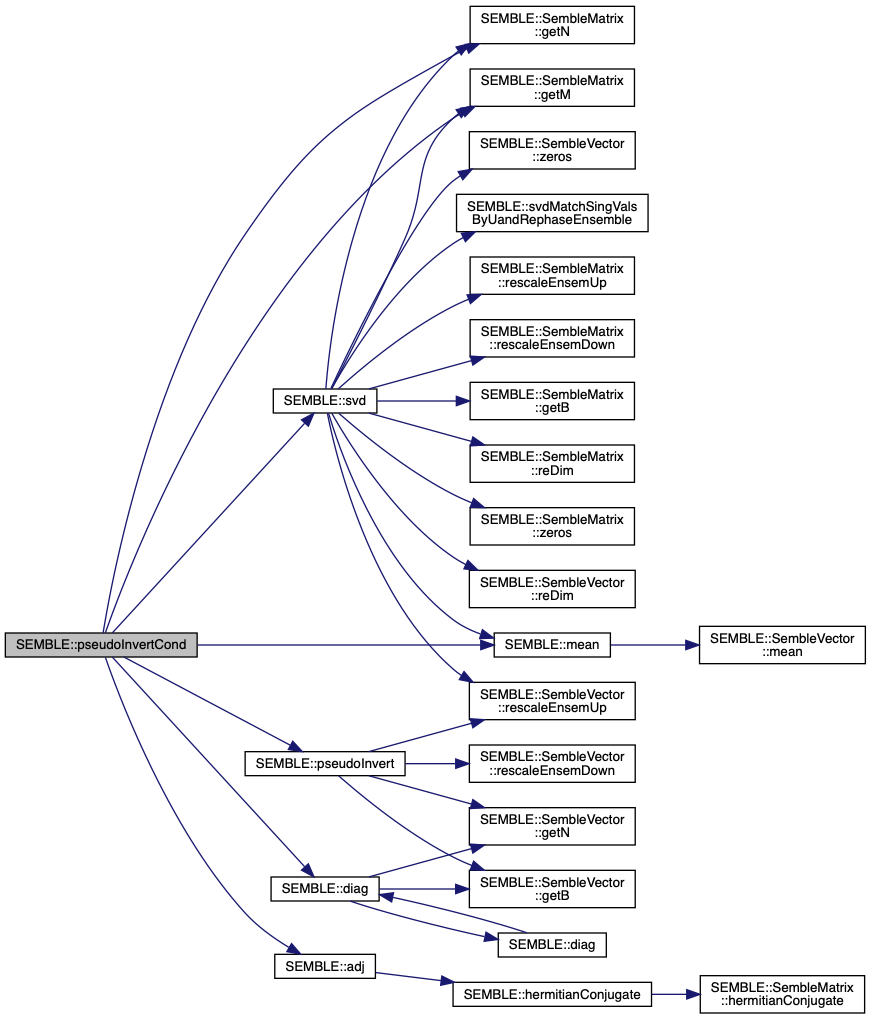 SEMBLE::SembleMatrix
::getN
SEMBLE::SembleMatrix
::getM
SEMBLE::SembleVector
::zeros
SEMBLE::svdMatchSingVals
ByUandRephaseEnsemble
SEMBLE::SembleMatrix
::rescaleEnsemUp
SEMBLE::SembleMatrix
::rescaleEnsemDown
SEMBLE::svd
SEMBLE::SembleMatrix
::getB
SEMBLE::SembleMatrix
::reDim
SEMBLE::SembleMatrix
::zeros
SEMBLE::SembleVector
::reDim
SEMBLE::pseudoInvertCond
SEMBLE::mean
SEMBLE::SembleVector
::mean
SEMBLE::SembleVector
::rescaleEnsemUp
SEMBLE::pseudoInvert
SEMBLE::SembleVector
::rescaleEnsemDown
SEMBLE::SembleVector
::getN
SEMBLE::diag
SEMBLE::SembleVector
::getB
SEMBLE::diag
SEMBLE::adj
SEMBLE::hermitianConjugate
SEMBLE::SembleMatrix
::hermitianConjugate